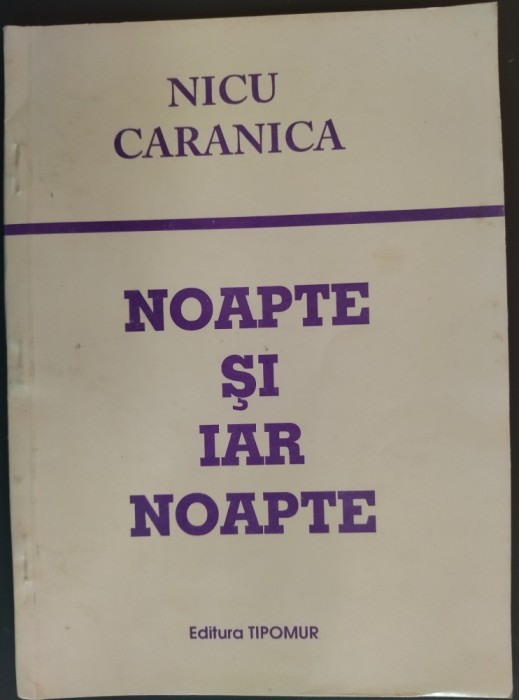 NICU
CARANICA
NOAPTE
ŞI
IAR
NOAPTE
Editura TIPOMUR